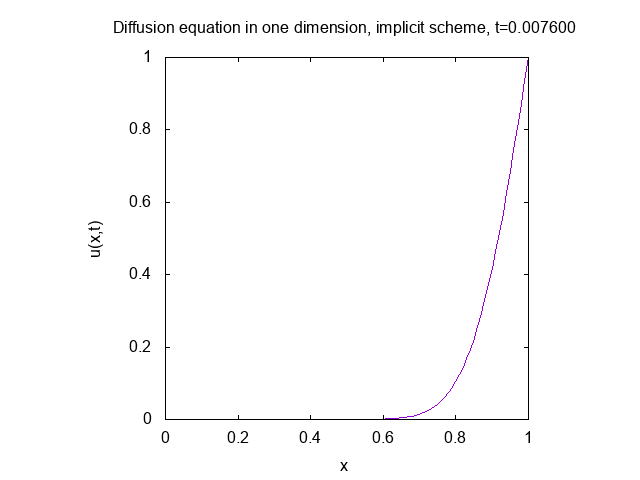 Diffusion equation in one dimension, implicit scheme, t=0.007600
1
0.8
0.6
0.4
0.2
0
u(x,t)
0 0.2 0.4 0.6 0.8 1
x